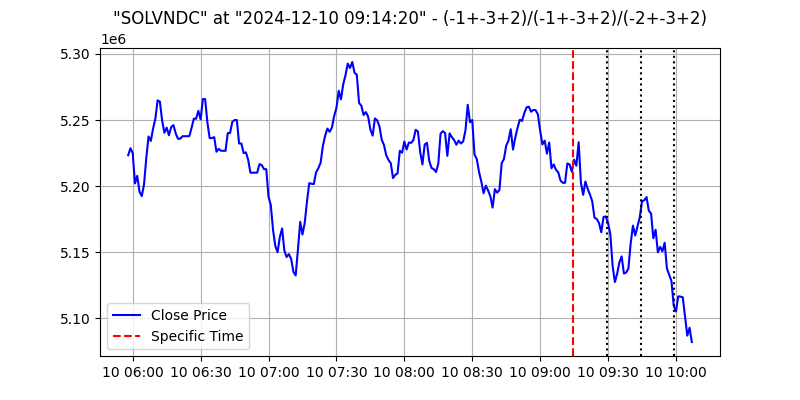 "SOLVNDC" at "2024-12-10 09:14:20" - (-1+-3+2)/(-1+-3+2)/(-2+-3+2)
1e6
5.30
5.25
5.20
5.15
5.10
Close Price
Specific Time
10 06:00 10 06:30 10 07:00 10 07:30 10 08:00 10 08:30 10 09:00 10 09:30 10 10:00